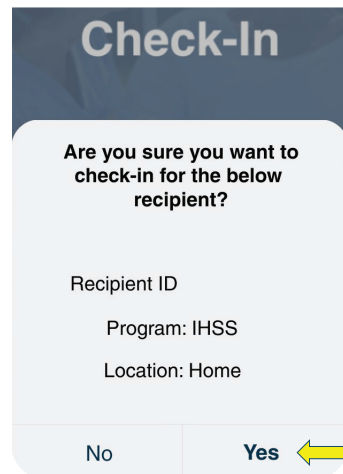 Check-In
Are you sure you want to
check-in for the below
recipient?
Recipient ID
Program: IHSS
Location: Home
No
Yes